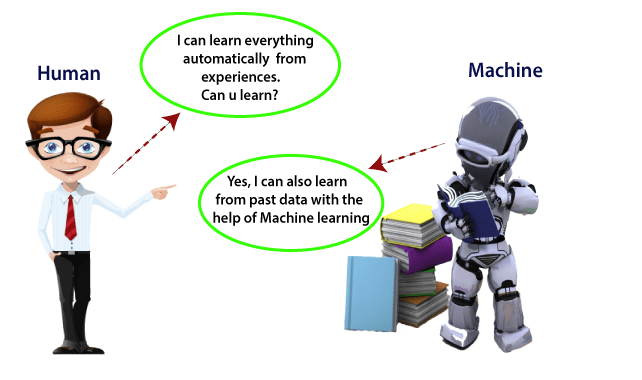 Human
I can learn everything
automatically from
experiences.
Can u learn?
Machine
Yes, I can also learn
from past data with the
help of Machine learning